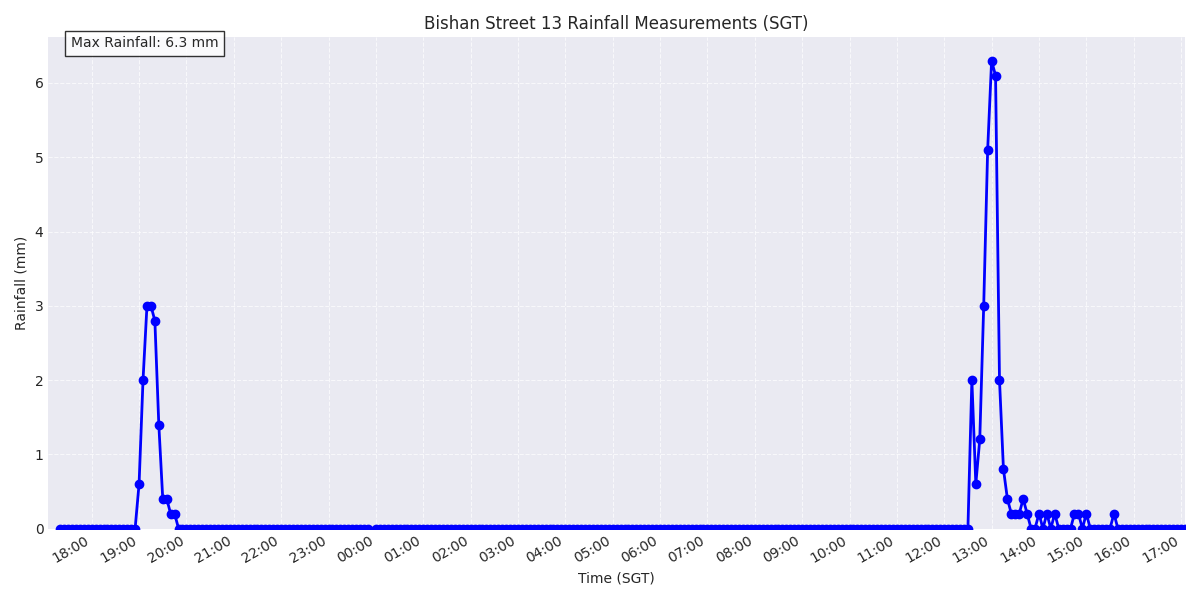 Bishan Street 13 Rainfall Measurements (SGT)
Max Rainfall: 6.3 mm
Rainfall (mm)
6
5
4
3
2
1
0
18:00 19:00 20:00 21:00 22:00 23:00 00:00 01:00 02:00 03:00 04:00 05:00 06:00 07:00 08:00 09:00 10:00 11:00 12:00 13:00 14:00 15:00 16:00 17:00
Time (SGT)